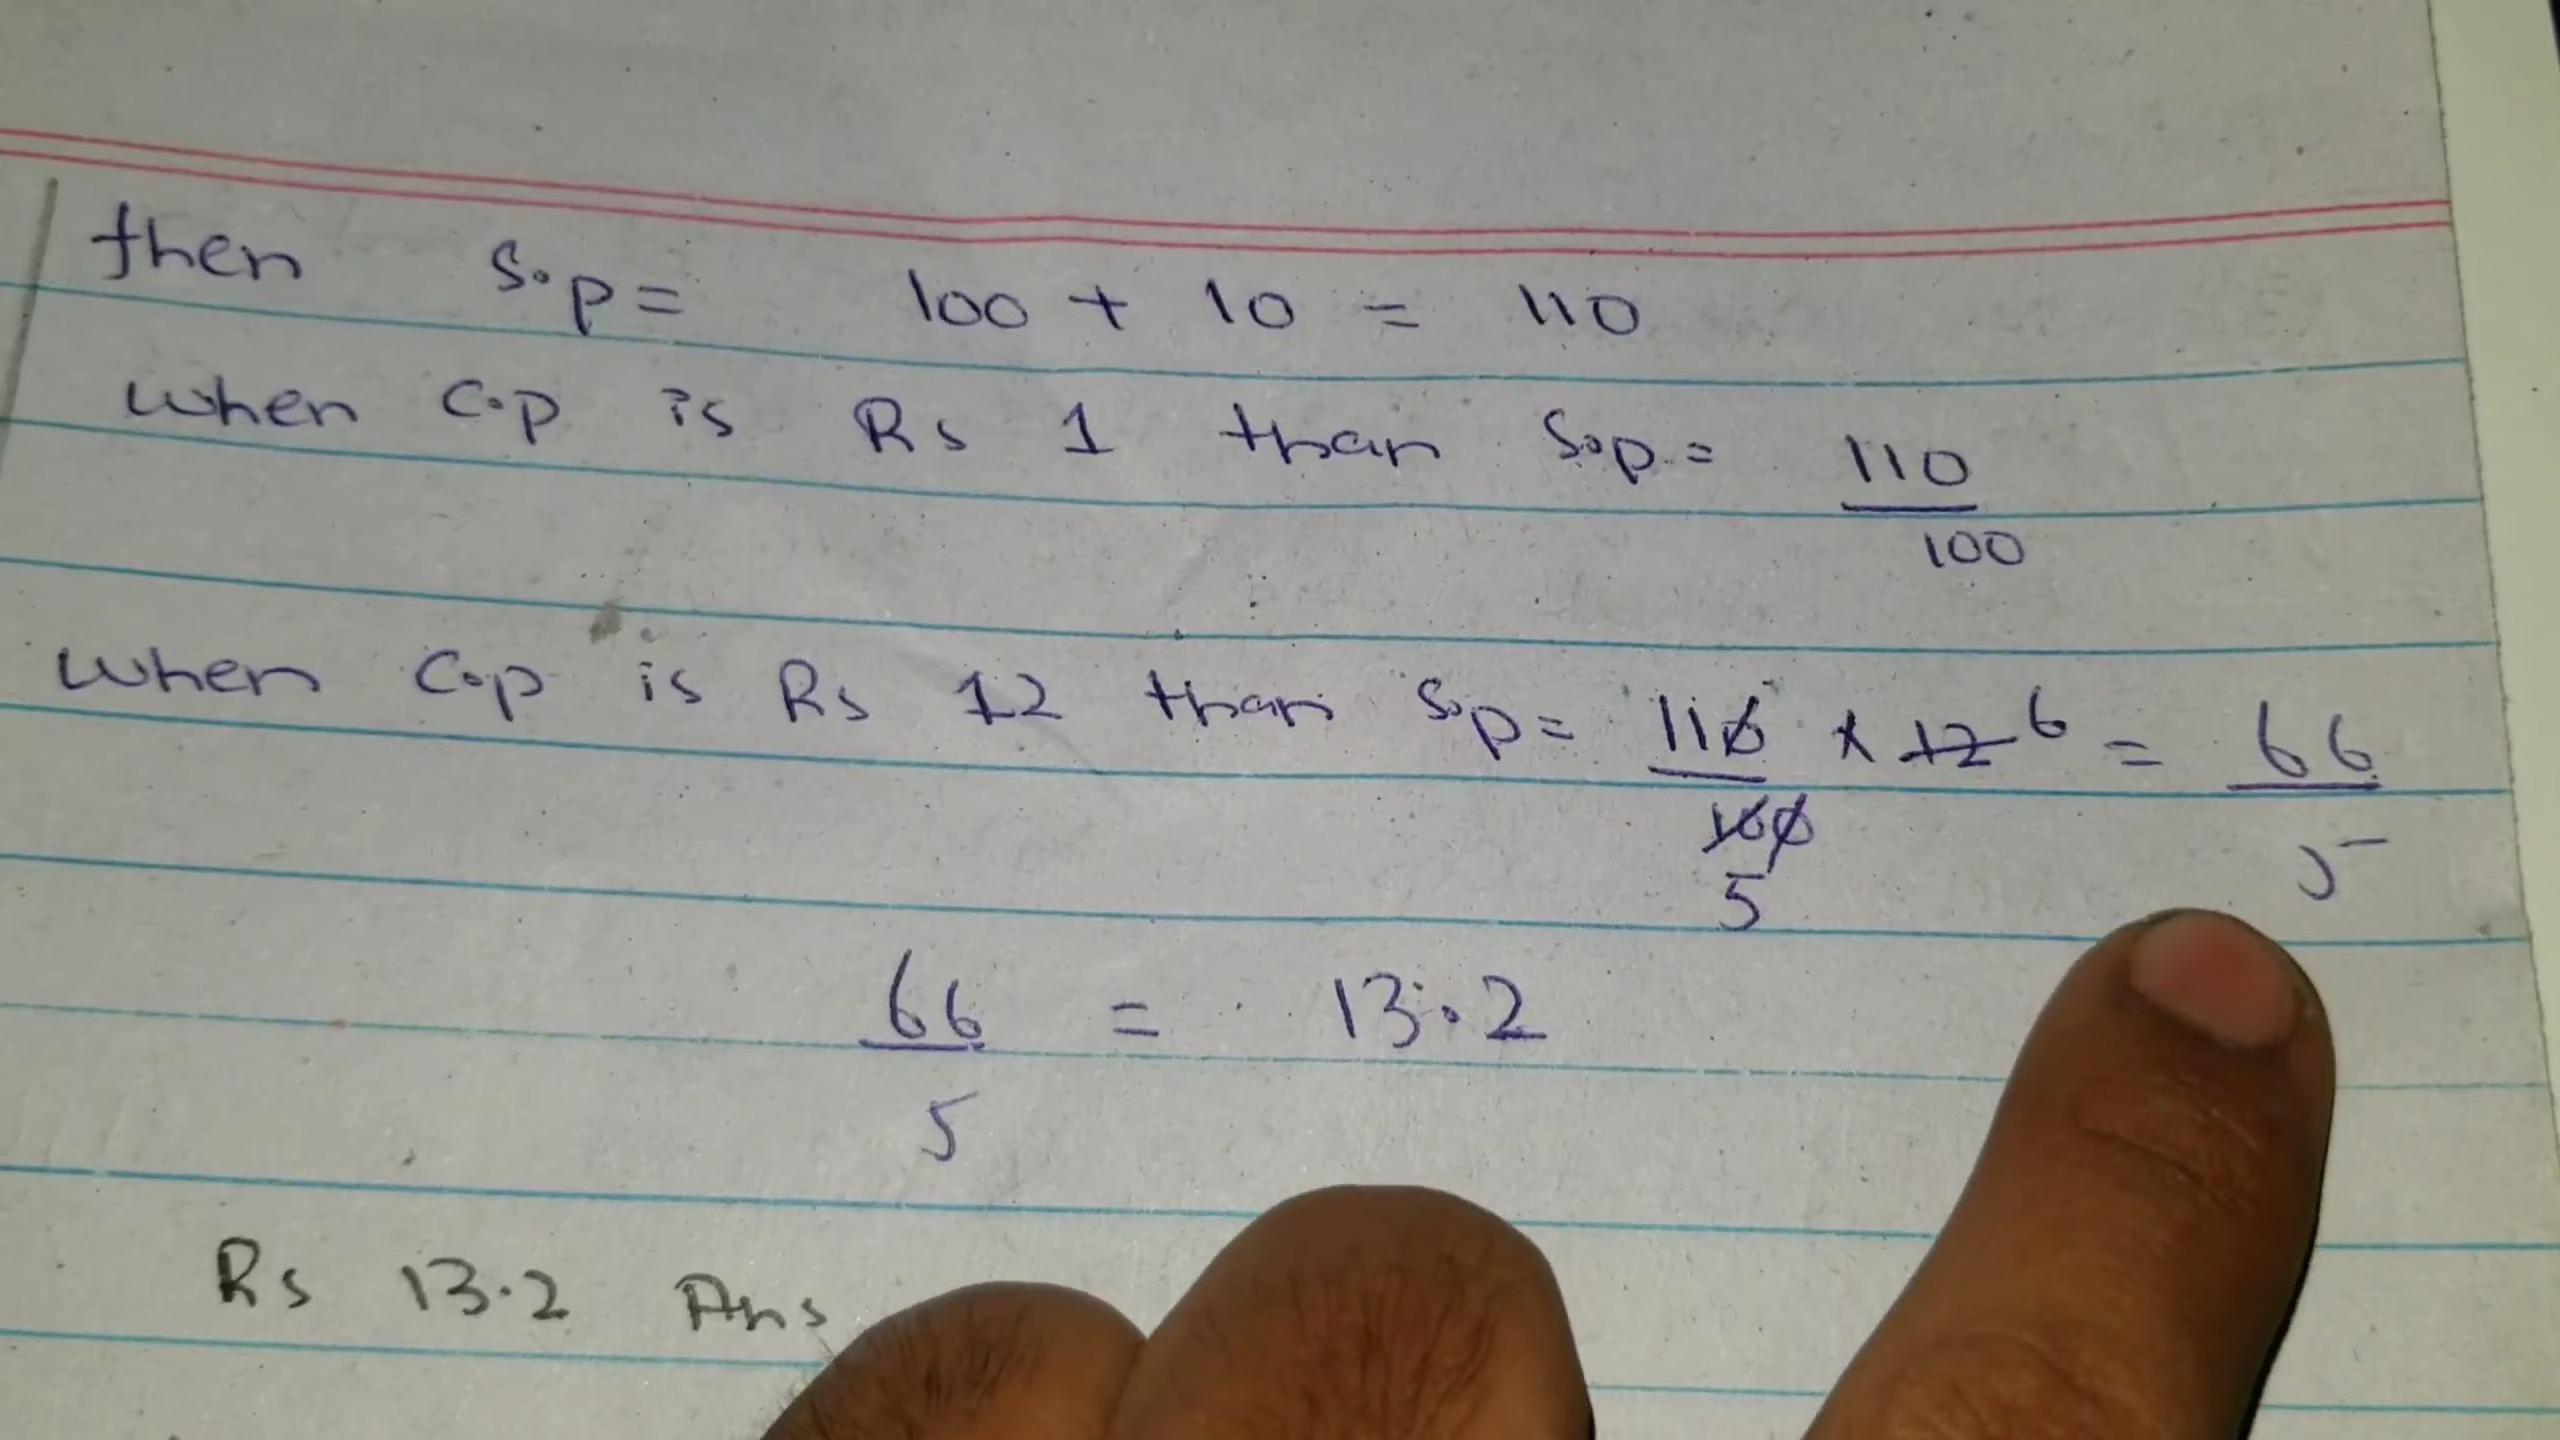 then S.p = 100 + 10 = 110
when C.p is Rs 1 than S.p. = 110
100
when C.p is Rs 12 than S.p = 110 x 12 6 = 66
100 5
5
66 = 13.2
5
Rs 13.2 Ans